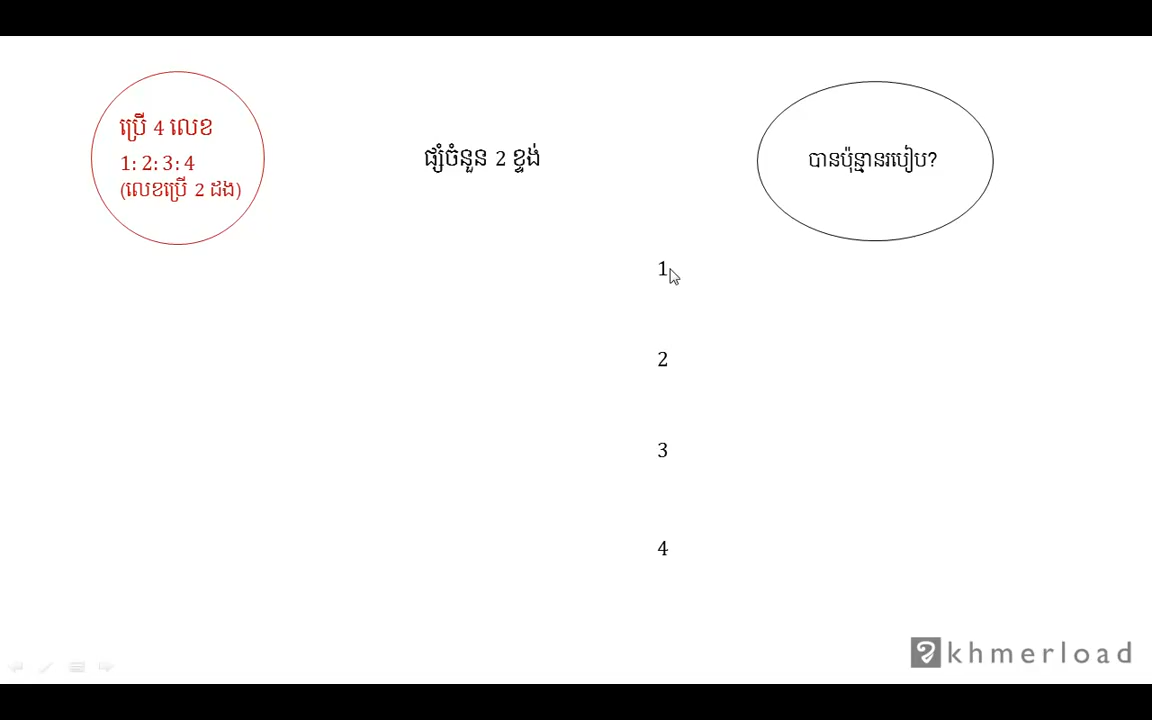 ប្រើ 4 លេខ
1: 2: 3: 4
(លេខប្រើ 2 ដង)
ផ្សំចំនួន 2 ខ្ទង់
បានប៉ុន្មានរបៀប?
1
2
3
4
khmerload